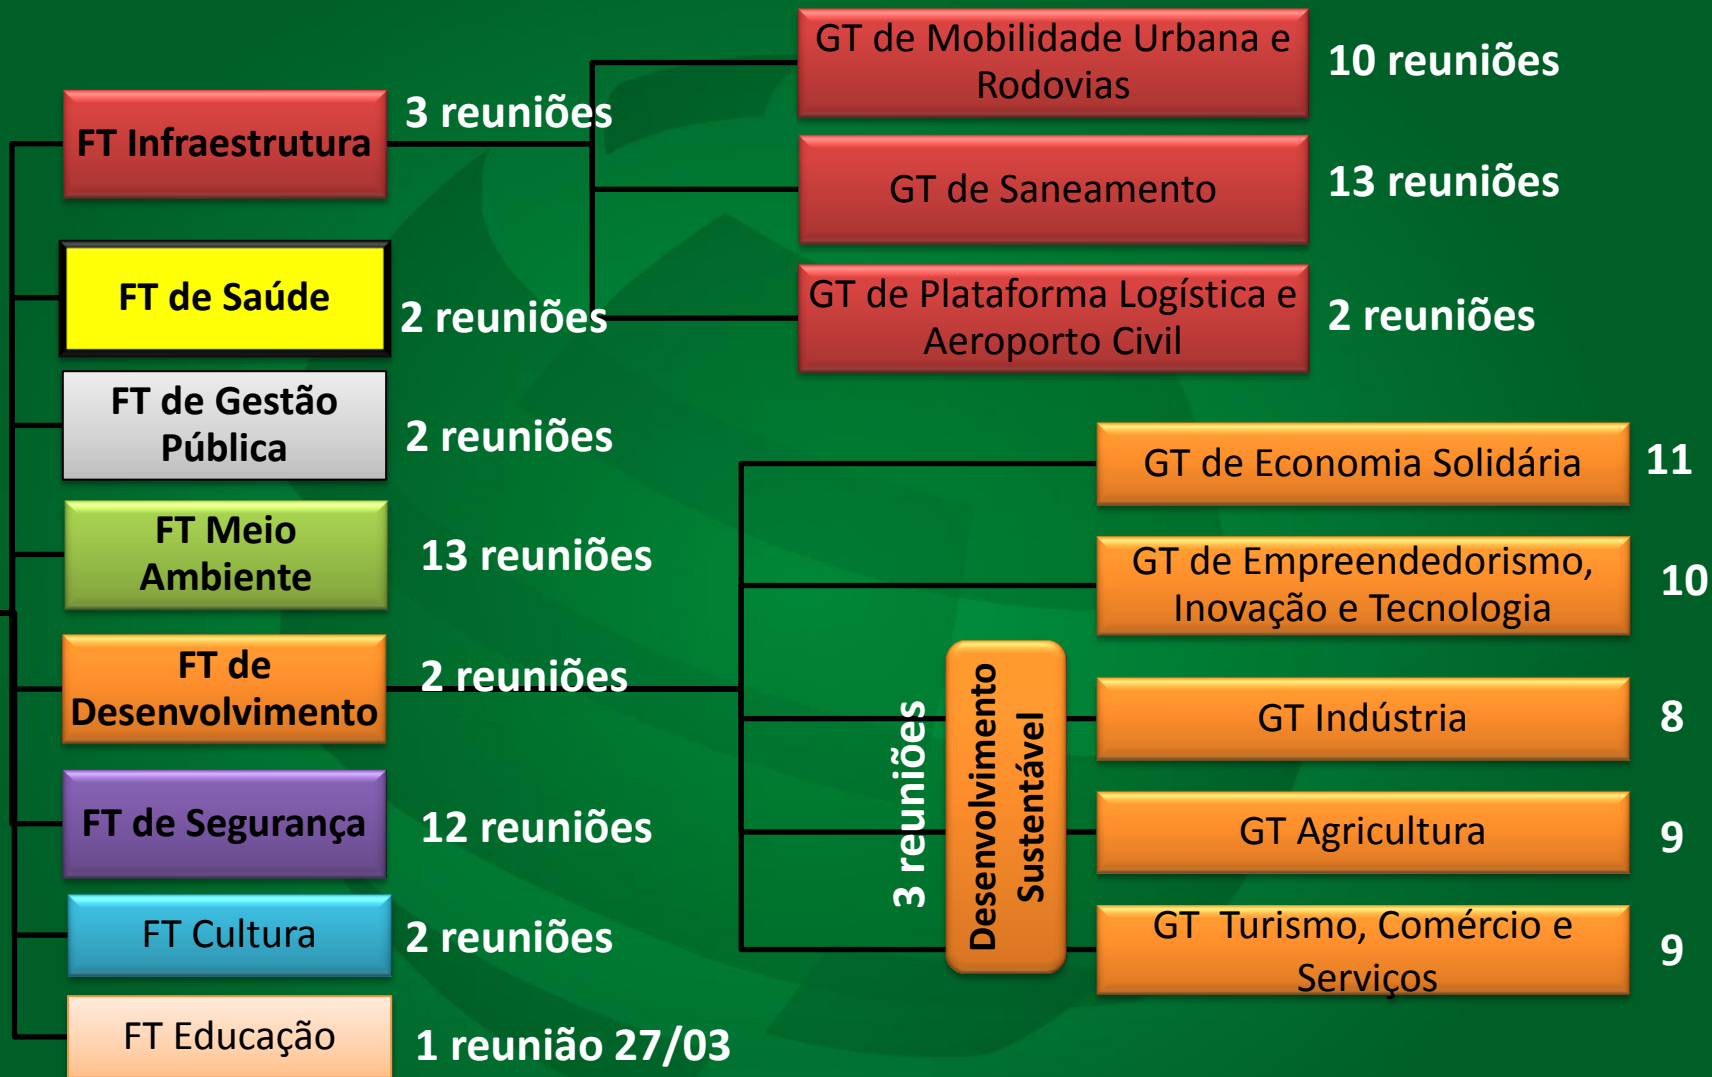 FT Infraestrutura
3 reuniões
GT de Mobilidade Urbana e
Rodovias
10 reuniões
GT de Saneamento
13 reuniões
GT de Plataforma Logística e
Aeroporto Civil
2 reuniões
FT de Saúde
2 reuniões
FT de Gestão
Pública
2 reuniões
FT Meio
Ambiente
13 reuniões
FT de
Desenvolvimento
2 reuniões
GT de Economia Solidária
11
GT de Empreendedorismo,
Inovação e Tecnologia
10
3 reuniões
Desenvolvimento
Sustentável
GT Indústria
8
GT Agricultura
9
GT  Turismo, Comércio e
Serviços
9
FT de Segurança
12 reuniões
FT Cultura
2 reuniões
FT Educação
1 reunião 27/03